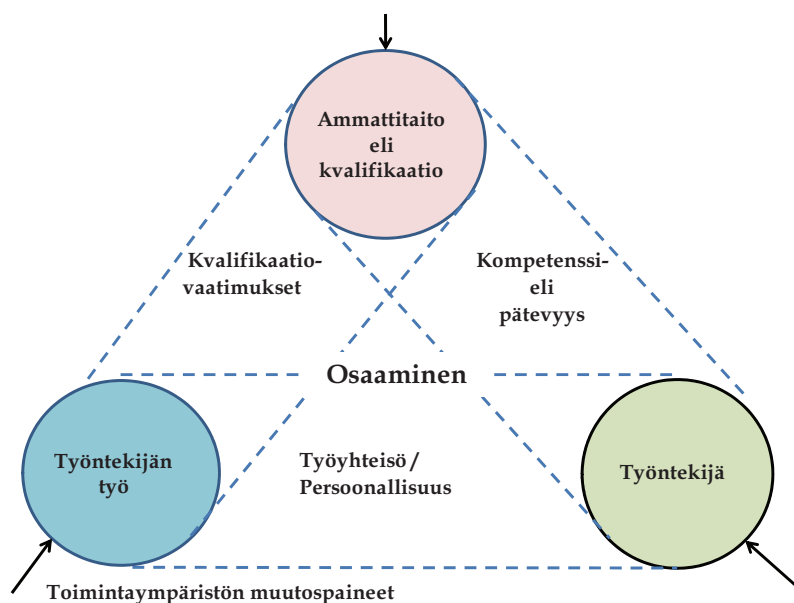 Ammattitaito
eli
kvalifikaatio
Kvalifikaatio-
vaatimukset
Kompetenssi-
eli
pätevyys
Osaaminen
Työntekijän
työ
Työyhteisö /
Persoonallisuus
Työntekijä
Toimintaympäristön muutospaineet